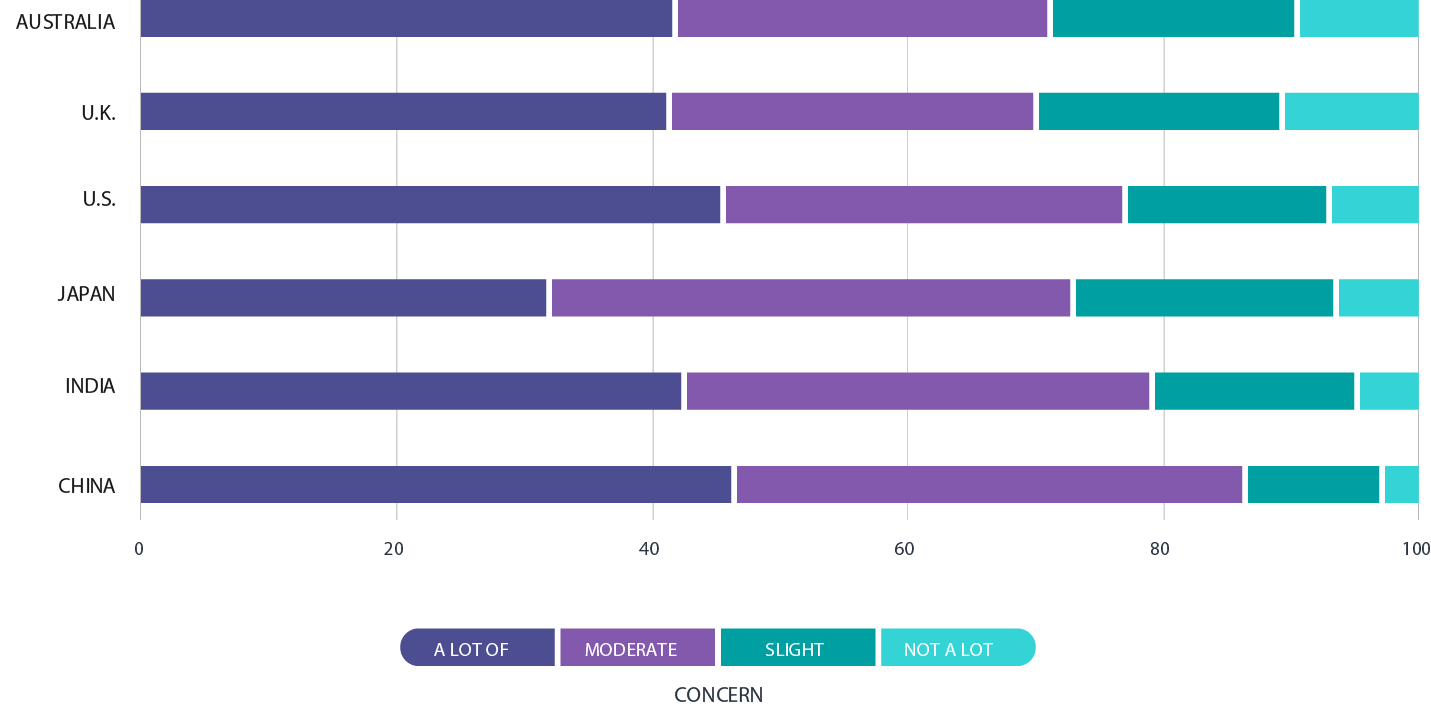 AUSTRALIA
U.K.
U.S.
JAPAN
INDIA
CHINA
0 20 40 60 80 100
A LOT OF MODERATE SLIGHT NOT A LOT
CONCERN